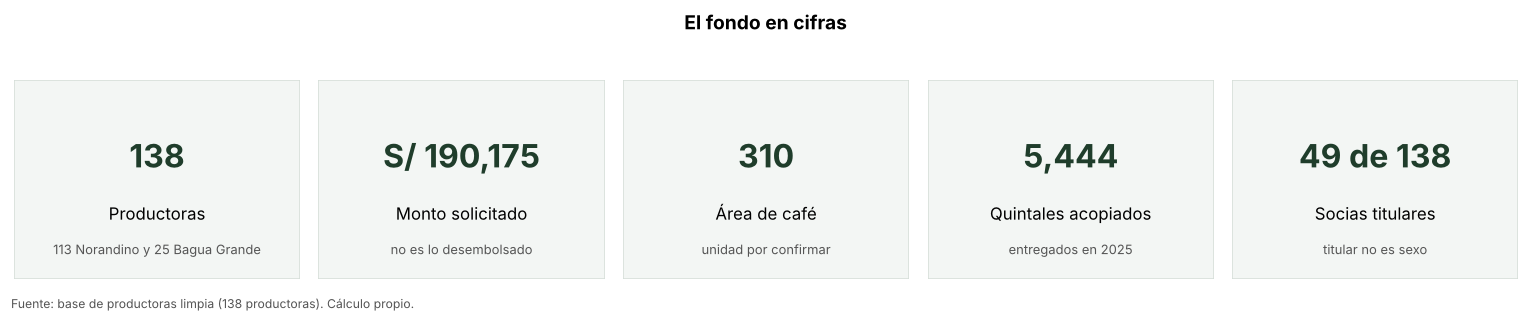 El fondo en cifras
138
Productoras
113 Norandino y 25 Bagua Grande
S/ 190,175
Monto solicitado
no es lo desembolsado
310
Área de café
unidad por confirmar
5,444
Quintales acopiados
entregados en 2025
49 de 138
Socias titulares
titular no es sexo
Fuente: base de productoras limpia (138 productoras). Cálculo propio.